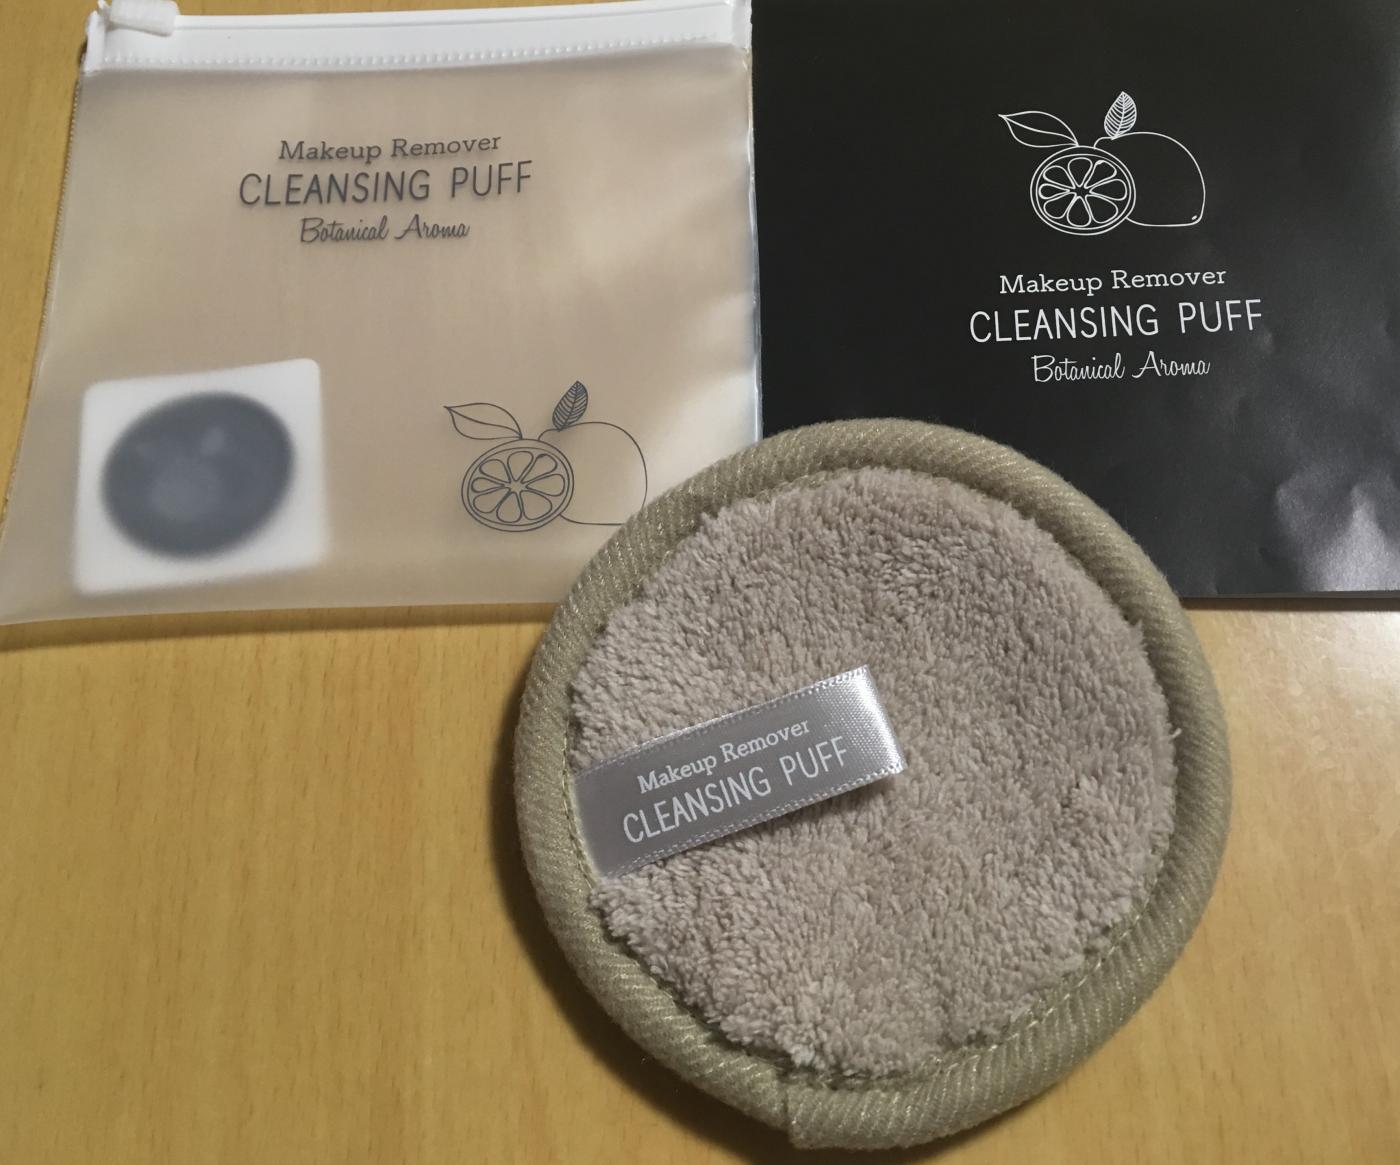 Makeup Remover
CLEANSING PUFF
Botanical Aroma
Makeup Remover
CLEANSING PUFF
Botanical Aroma
Makeup Remover
CLEANSING PUFF